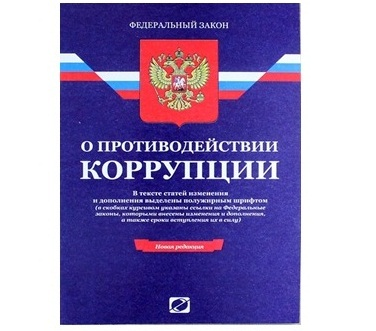 ФЕДЕРАЛЬНЫЙ ЗАКОН
О ПРОТИВОДЕЙСТВИИ
КОРРУПЦИИ
В тексте статей изменения
и дополнения выделены полужирным шрифтом
(в скобках курсивом указаны ссылки на Федеральные
законы, которыми внесены изменения и дополнения,
а также сроки вступления их в силу)
Новая редакция